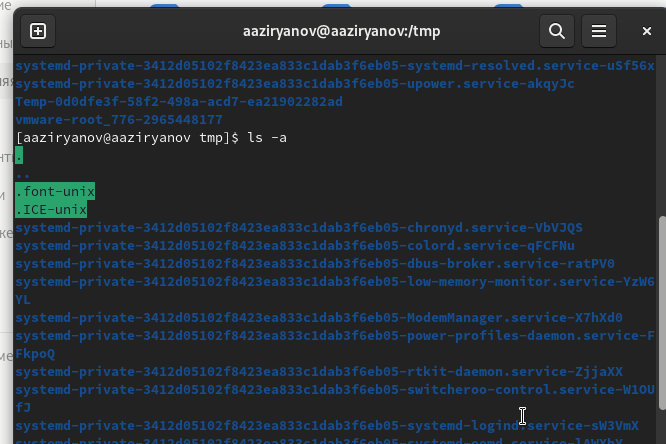 aaziryanov@aaziryanov:/tmp
systemd-private-3412d05102f8423ea833c1dab3f6eb05-systemd-resolved.service-uSf56x
systemd-private-3412d05102f8423ea833c1dab3f6eb05-upower.service-akqyJc
Temp-0d0dfe3f-58f2-498a-acd7-ea21902282ad
vmware-root_776-2965448177
[aaziryanov@aaziryanov tmp]$ ls -a
.
..
.font-unix
.ICE-unix
systemd-private-3412d05102f8423ea833c1dab3f6eb05-chronyd.service-VbVJQS
systemd-private-3412d05102f8423ea833c1dab3f6eb05-colord.service-qFCFNu
systemd-private-3412d05102f8423ea833c1dab3f6eb05-dbus-broker.service-ratPV0
systemd-private-3412d05102f8423ea833c1dab3f6eb05-low-memory-monitor.service-YzW6
YL
systemd-private-3412d05102f8423ea833c1dab3f6eb05-ModemManager.service-X7hXd0
systemd-private-3412d05102f8423ea833c1dab3f6eb05-power-profiles-daemon.service-F
FkpoQ
systemd-private-3412d05102f8423ea833c1dab3f6eb05-rtkit-daemon.service-ZjjaXX
systemd-private-3412d05102f8423ea833c1dab3f6eb05-switcheroo-control.service-W1OU
fJ
systemd-private-3412d05102f8423ea833c1dab3f6eb05-systemd-logind.service-sW3VmX